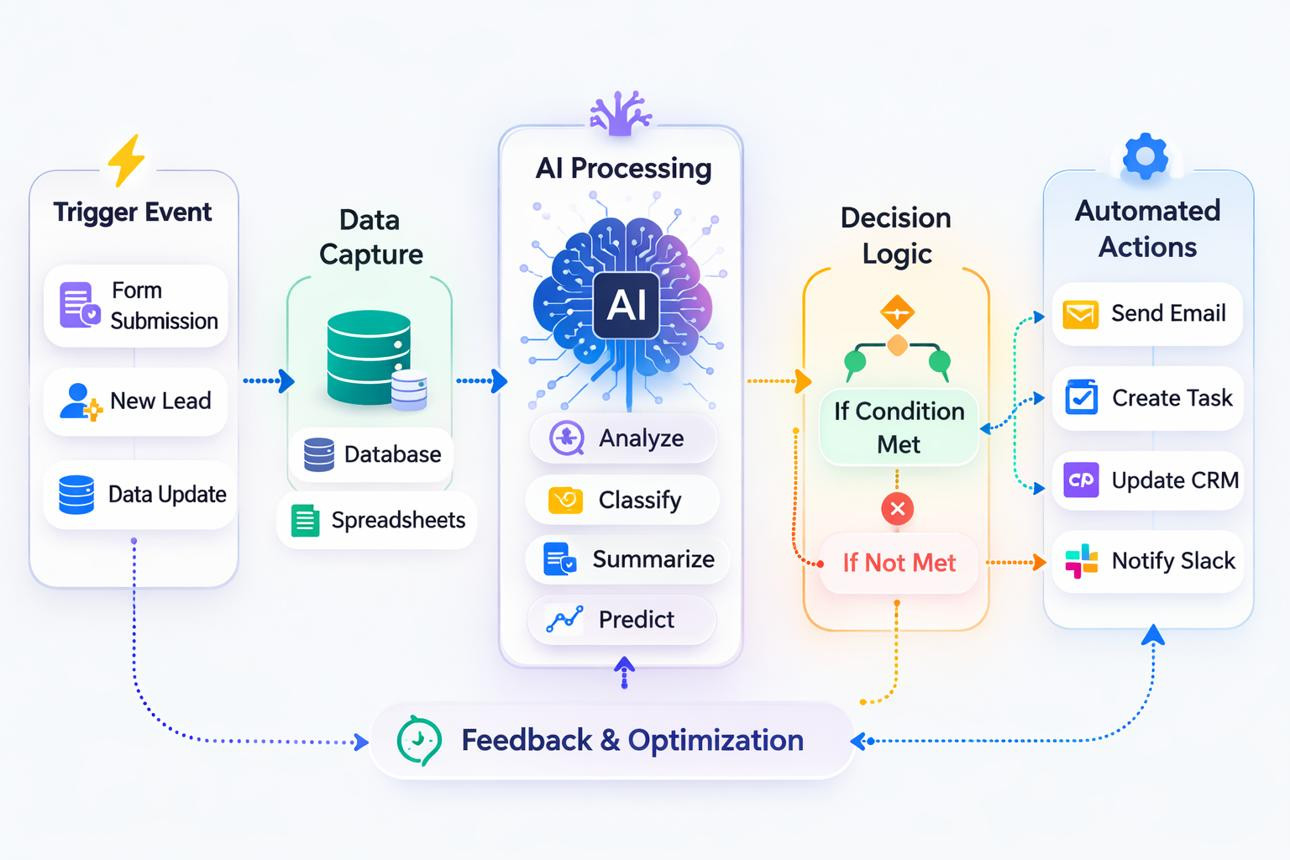 Trigger Event
Form
Submission
New Lead
Data Update
Data
Capture
Database
Spreadsheets
AI Processing
AI
Analyze
Classify
Summarize
Predict
Decision
Logic
If Condition
Met
If Not Met
Automated
Actions
Send Email
Create Task
cp
Update CRM
Notify Slack
Feedback & Optimization